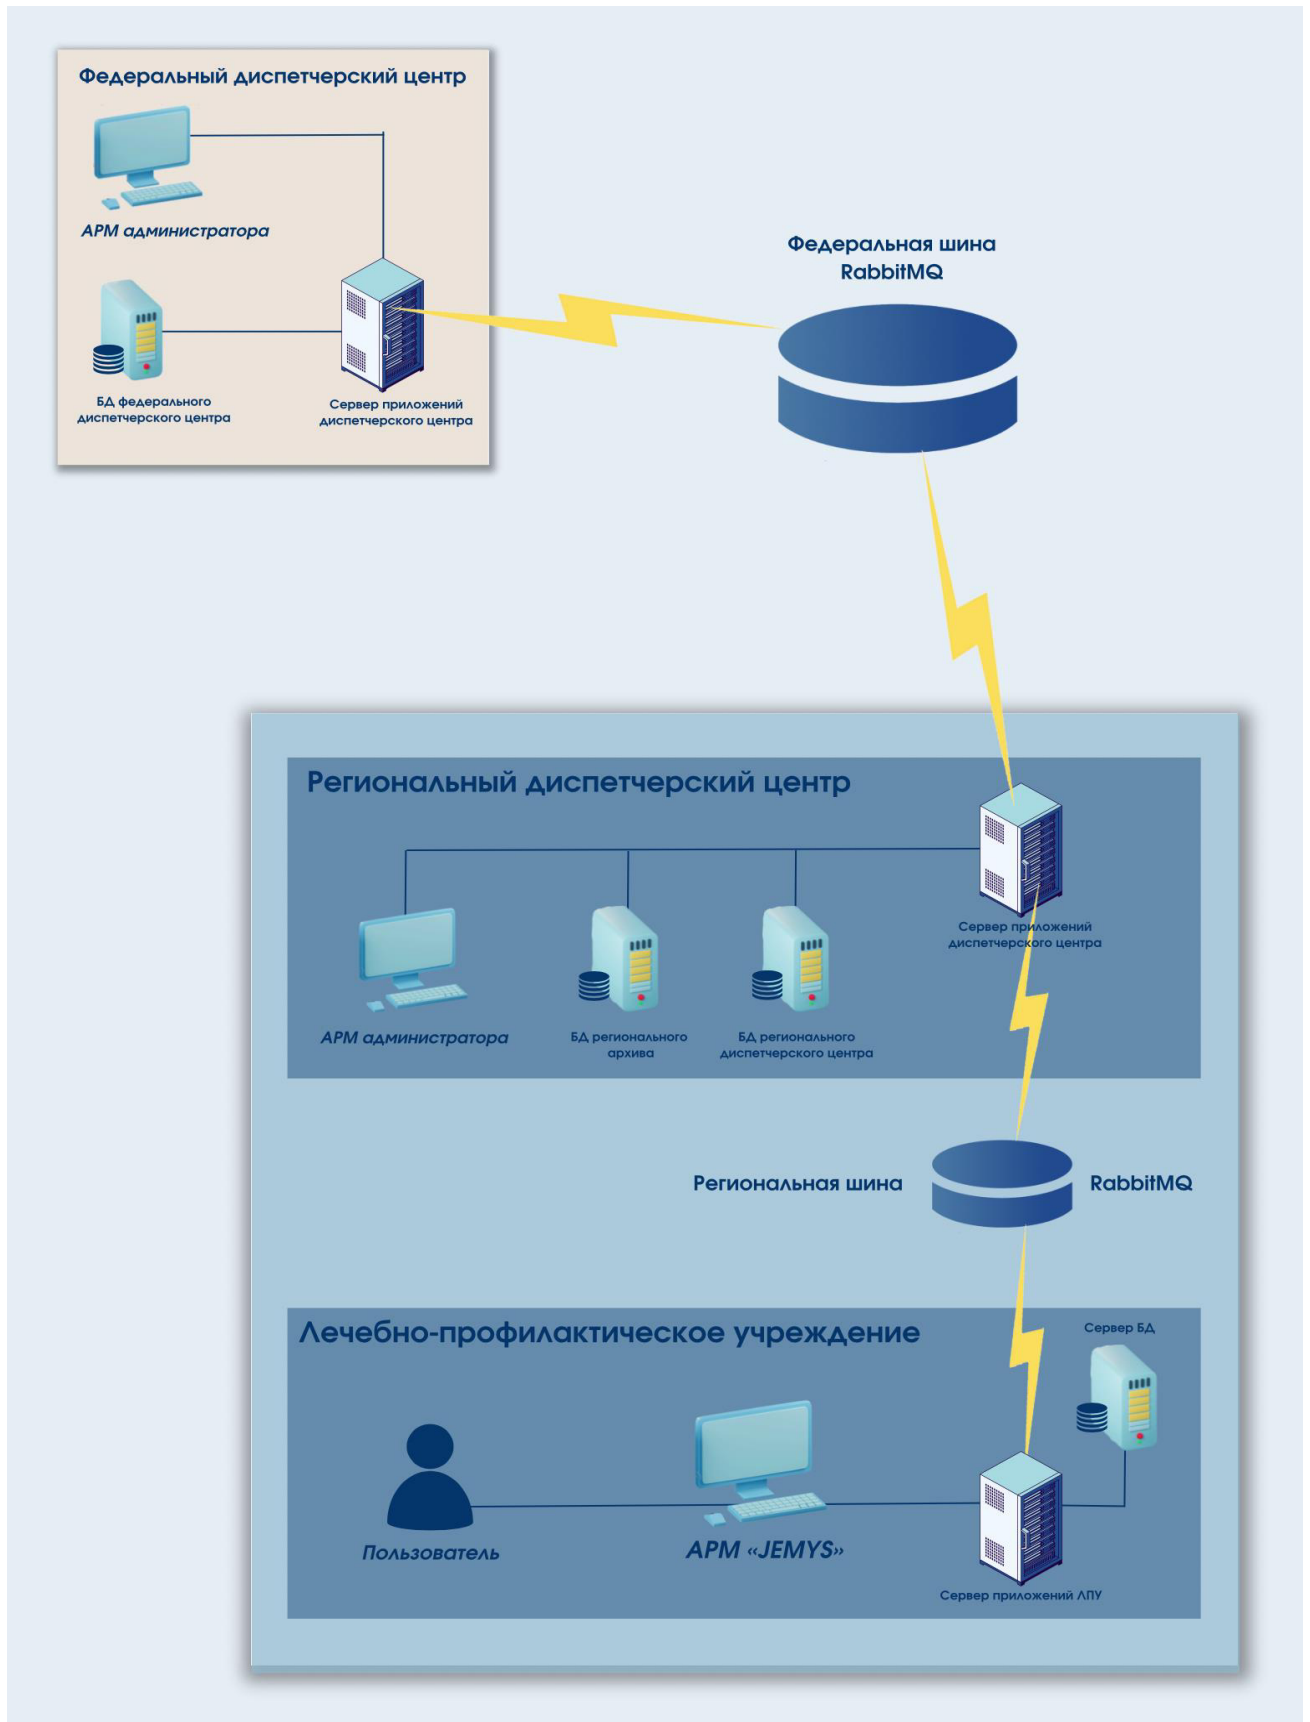 Федеральный диспетчерский центр
АРМ администратора
БД федерального
диспетчерского центра
Сервер приложений
диспетчерского центра
Федеральная шина
RabbitMQ
Региональный диспетчерский центр
Сервер приложений
диспетчерского центра
АРМ администратора
БД регионального
архива
БД регионального
диспетчерского центра
Региональная шина
RabbitMQ
Лечебно-профилактическое учреждение
Сервер БД
Пользователь
АРМ «JEMYS»
Сервер приложений ЛПУ